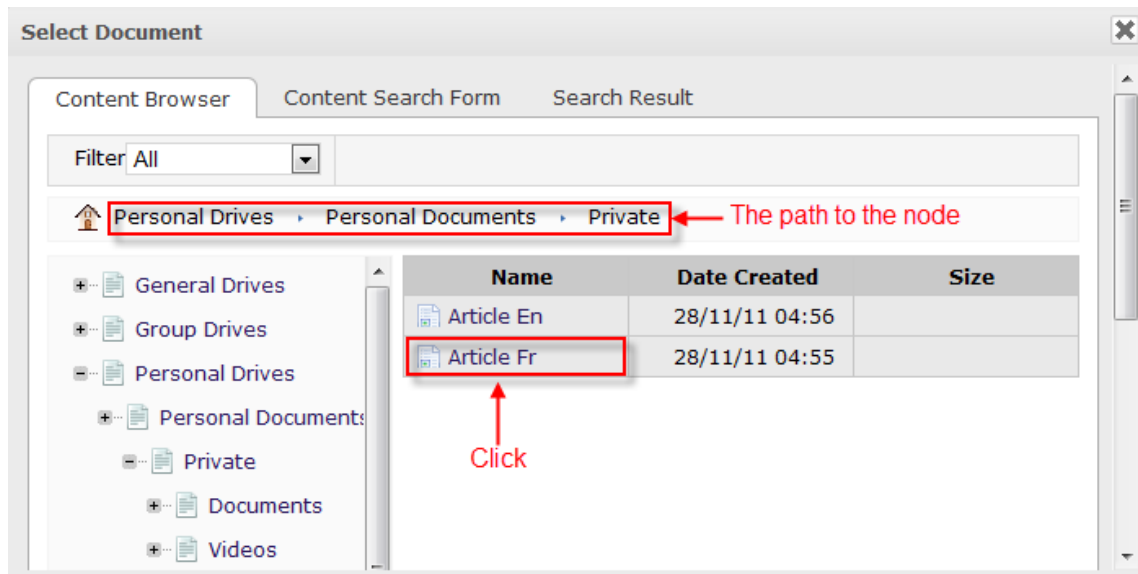 Select Document
Content Browser Content Search Form Search Result
Filter All
Personal Drives Personal Documents Private The path to the node
General Drives
Group Drives
Personal Drives
Personal Documents
Private
Documents
Videos
Name Date Created Size
Article En 28/11/11 04:56
Article Fr 28/11/11 04:55
Click